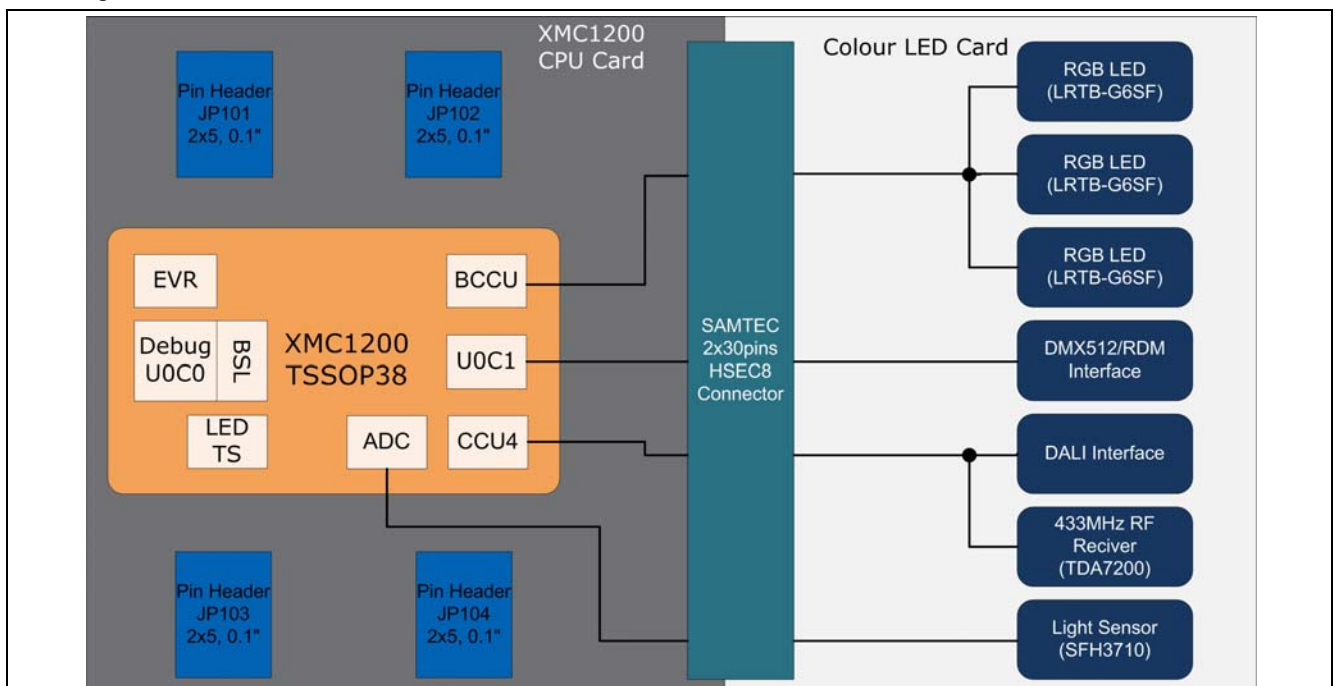 XMC1200
CPU Card
Colour LED Card
Pin Header
JP101
2x5, 0.1"
Pin Header
JP102
2x5, 0.1"
RGB LED
(LRTB-G6SF)
RGB LED
(LRTB-G6SF)
RGB LED
(LRTB-G6SF)
EVR
BCCU
Debug
U0C0
BSL
XMC1200
TSSOP38
U0C1
LED
TS
ADC
CCU4
SAMTEC
2x30pins
HSEC8
Connector
DMX512/RDM
Interface
DALI Interface
433MHz RF
Reciver
(TDA7200)
Light Sensor
(SFH3710)
Pin Header
JP103
2x5, 0.1"
Pin Header
JP104
2x5, 0.1"